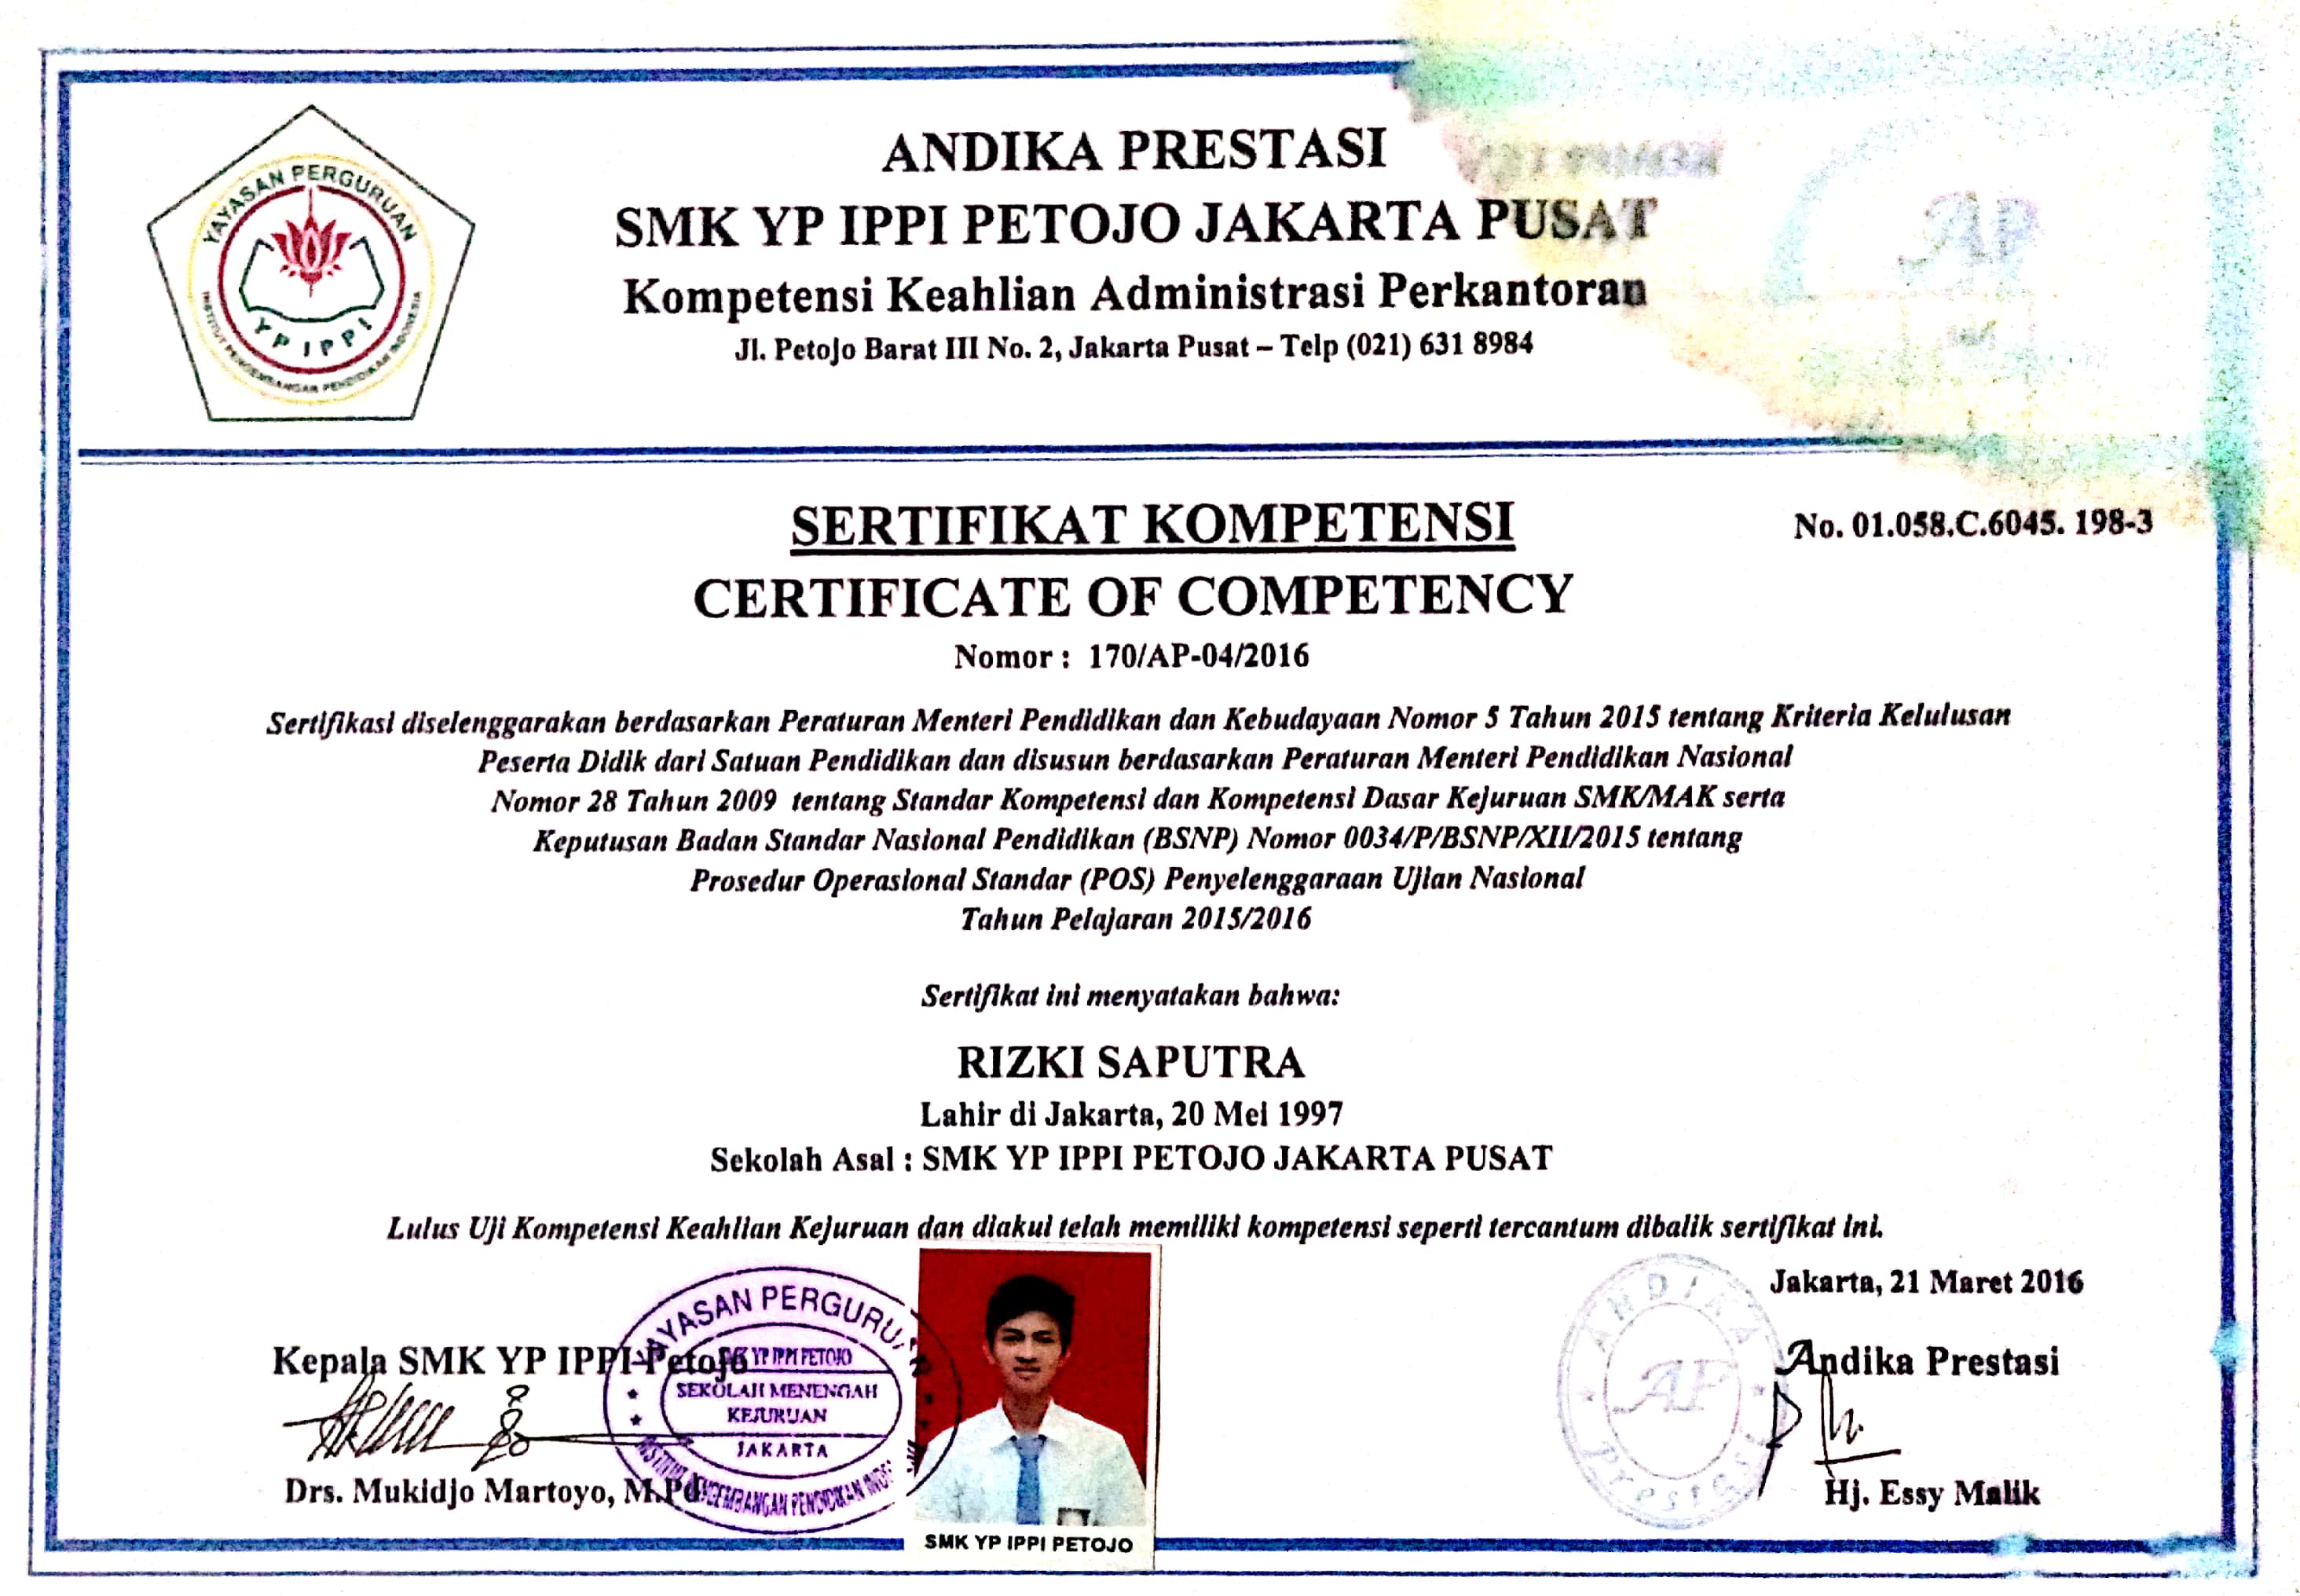 YAYASAN PERGURUAN
YP IPPI
INSTITUT PENGEMBANGAN PENDIDIKAN INDONESIA
ANDIKA PRESTASI
SMK YP IPPI PETOJO JAKARTA PUSAT
Kompetensi Keahlian Administrasi Perkantoran
Jl. Petojo Barat III No. 2, Jakarta Pusat – Telp (021) 631 8984
AP
SERTIFIKAT KOMPETENSI
No. 01.058.C.6045. 198-3
CERTIFICATE OF COMPETENCY
Nomor : 170/AP-04/2016
Sertifikasi diselenggarakan berdasarkan Peraturan Menteri Pendidikan dan Kebudayaan Nomor 5 Tahun 2015 tentang Kriteria Kelulusan
Peserta Didik dari Satuan Pendidikan dan disusun berdasarkan Peraturan Menteri Pendidikan Nasional
Nomor 28 Tahun 2009 tentang Standar Kompetensi dan Kompetensi Dasar Kejuruan SMK/MAK serta
Keputusan Badan Standar Nasional Pendidikan (BSNP) Nomor 0034/P/BSNP/XII/2015 tentang
Prosedur Operasional Standar (POS) Penyelenggaraan Ujian Nasional
Tahun Pelajaran 2015/2016
Sertifikat ini menyatakan bahwa:
RIZKI SAPUTRA
Lahir di Jakarta, 20 Mei 1997
Sekolah Asal : SMK YP IPPI PETOJO JAKARTA PUSAT
Lulus Uji Kompetensi Keahlian Kejuruan dan diakui telah memiliki kompetensi seperti tercantum dibalik sertifikat ini.
Jakarta, 21 Maret 2016
Kepala SMK YP IPPI Petojo
Andika Prestasi
YAYASAN PERGURUAN
YP IPPI PETOJO
SEKOLAH MENENGAH
KEJURUAN
JAKARTA
INSTITUT PENGEMBANGAN PENDIDIKAN
ANDIKA
AP
PRESTASI
Drs. Mukidjo Martoyo, M.Pd
Hj. Essy Malik
SMK YP IPPI PETOJO